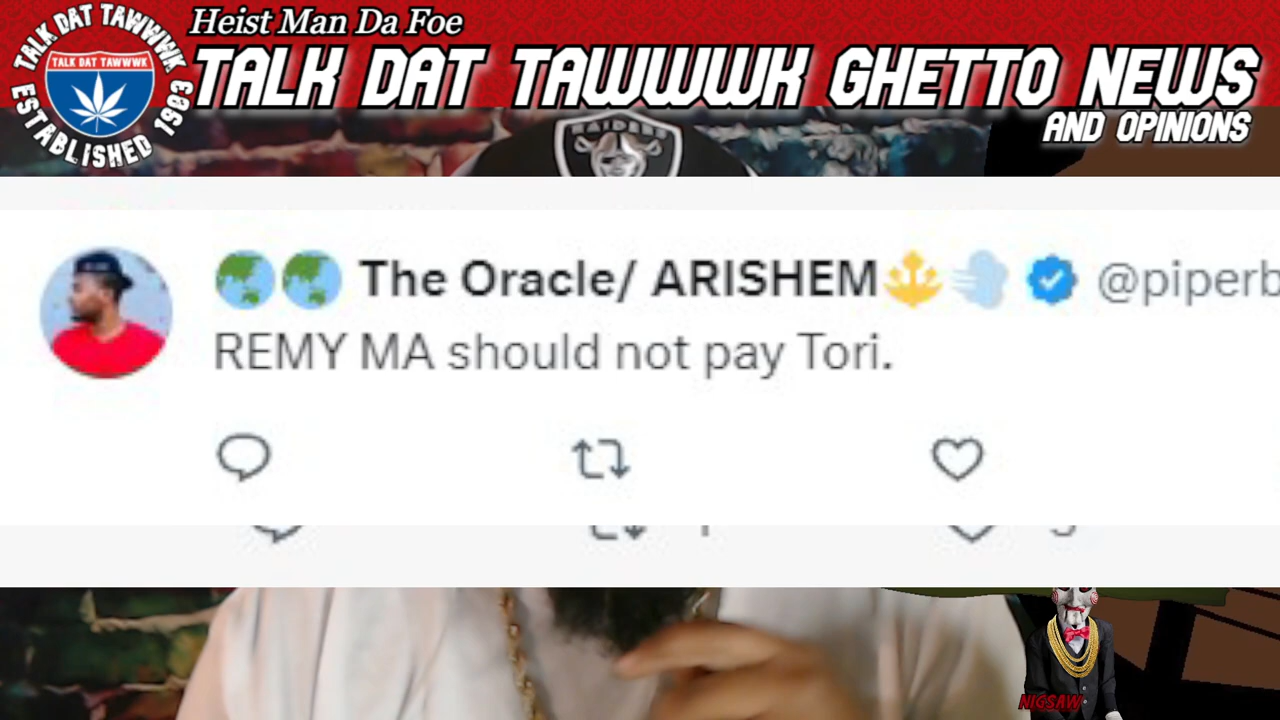 Heist Man Da Foe
TALK DAT TAWWWK GHETTO NEWS
AND OPINIONS
TALK DAT TAWWWK
TALK DAT TAWWWK
ESTABLISHED 1983
RAIDERS
The Oracle/ ARISHEM @piperb
REMY MA should not pay Tori.
NIGSAW